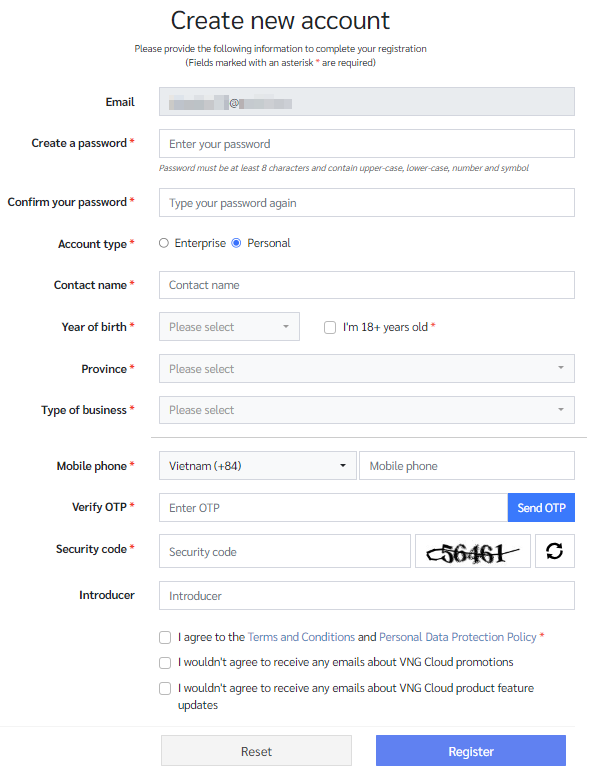 Create new account
Please provide the following information to complete your registration
(Fields marked with an asterisk * are required)
Email
@
Create a password *
Enter your password
Password must be at least 8 characters and contain upper-case, lower-case, number and symbol
Confirm your password *
Type your password again
Account type *
Enterprise
Personal
Contact name *
Contact name
Year of birth *
Please select
I'm 18+ years old *
Province *
Please select
Type of business *
Please select
Mobile phone *
Vietnam (+84)
Mobile phone
Verify OTP *
Enter OTP
Send OTP
Security code *
Security code
56461
Introducer
Introducer
I agree to the Terms and Conditions and Personal Data Protection Policy *
I wouldn't agree to receive any emails about VNG Cloud promotions
I wouldn't agree to receive any emails about VNG Cloud product feature
updates
Reset
Register